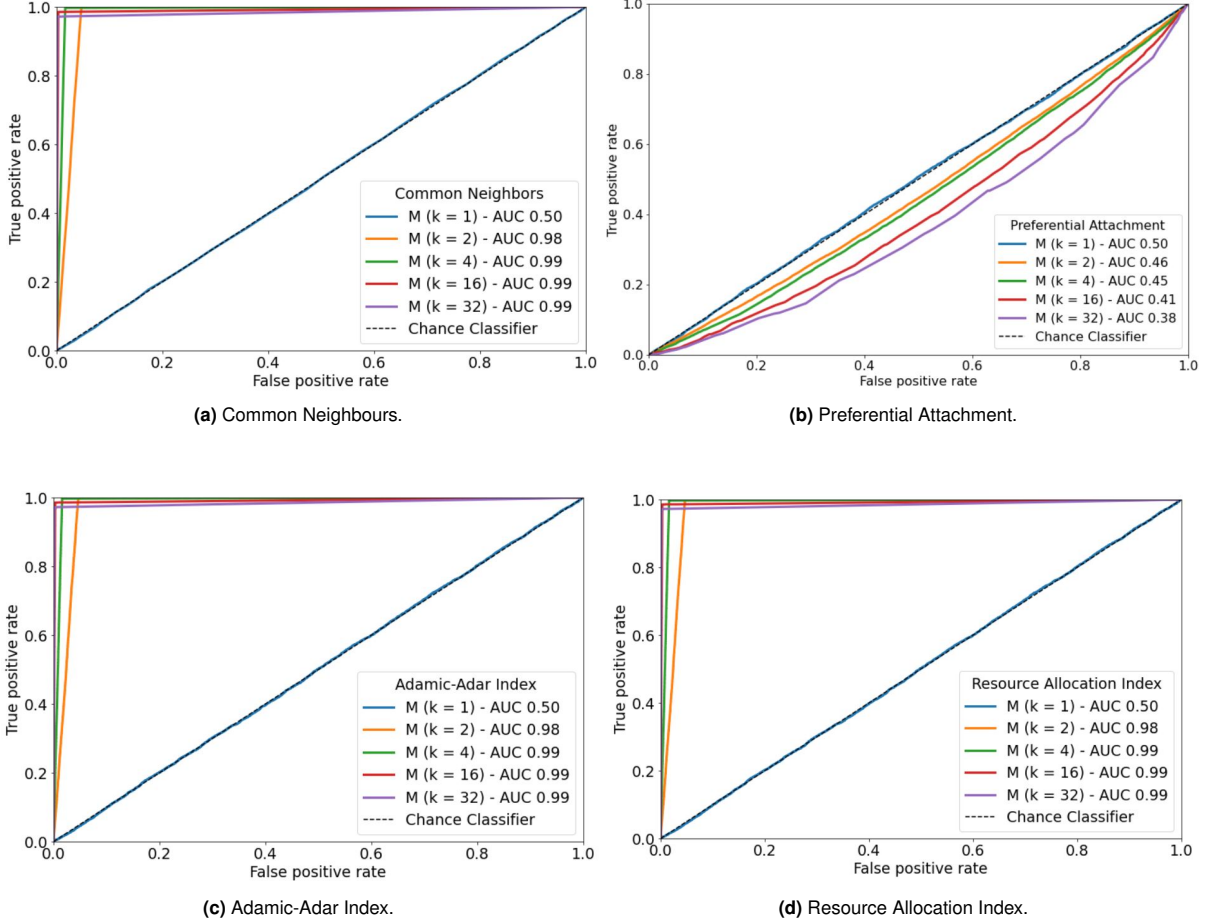 1.0
0.8
0.6
0.4
0.2
0.0
0.0 0.2 0.4 0.6 0.8 1.0
True positive rate
False positive rate
Common Neighbors
M (k = 1) - AUC 0.50
M (k = 2) - AUC 0.98
M (k = 4) - AUC 0.99
M (k = 16) - AUC 0.99
M (k = 32) - AUC 0.99
Chance Classifier
(a) Common Neighbours.
1.0
0.8
0.6
0.4
0.2
0.0
0.0 0.2 0.4 0.6 0.8 1.0
True positive rate
False positive rate
Preferential Attachment
M (k = 1) - AUC 0.50
M (k = 2) - AUC 0.46
M (k = 4) - AUC 0.45
M (k = 16) - AUC 0.41
M (k = 32) - AUC 0.38
Chance Classifier
(b) Preferential Attachment.
1.0
0.8
0.6
0.4
0.2
0.0
0.0 0.2 0.4 0.6 0.8 1.0
True positive rate
False positive rate
Adamic-Adar Index
M (k = 1) - AUC 0.50
M (k = 2) - AUC 0.98
M (k = 4) - AUC 0.99
M (k = 16) - AUC 0.99
M (k = 32) - AUC 0.99
Chance Classifier
(c) Adamic-Adar Index.
1.0
0.8
0.6
0.4
0.2
0.0
0.0 0.2 0.4 0.6 0.8 1.0
True positive rate
False positive rate
Resource Allocation Index
M (k = 1) - AUC 0.50
M (k = 2) - AUC 0.98
M (k = 4) - AUC 0.99
M (k = 16) - AUC 0.99
M (k = 32) - AUC 0.99
Chance Classifier
(d) Resource Allocation Index.